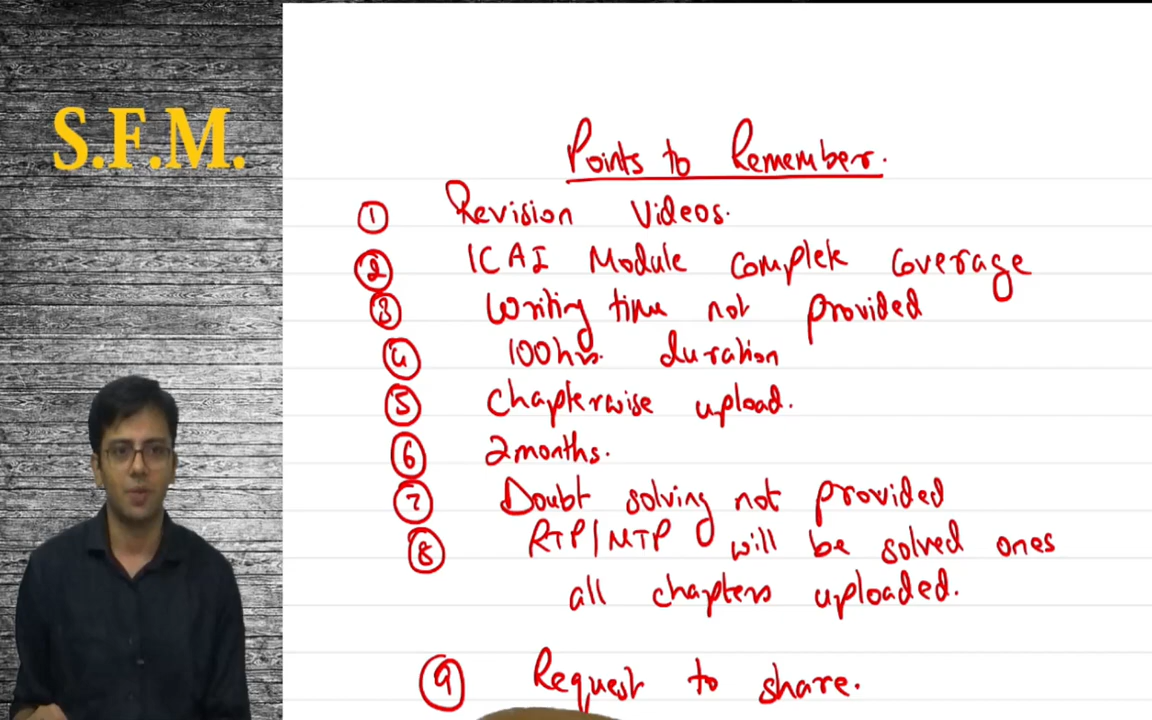 S.F.M.
Points to Remember.
① Revision Videos.
② ICAI Module Complete Coverage
③ Writing time not provided
④ 100hrs. duration
⑤ Chapterwise upload.
⑥ 2months.
⑦ Doubt solving not provided
⑧ RTP/MTP will be solved ones
all chapters uploaded.
⑨ Request to share.